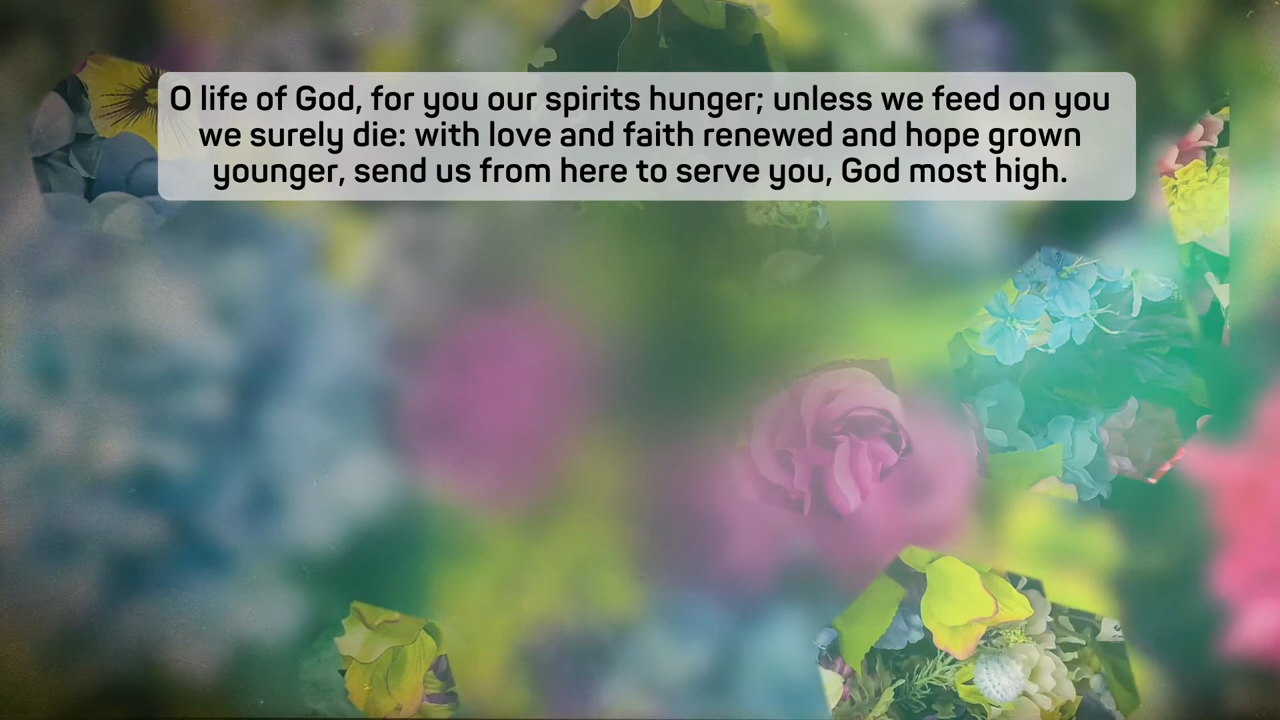 O life of God, for you our spirits hunger; unless we feed on you
we surely die: with love and faith renewed and hope grown
younger, send us from here to serve you, God most high.